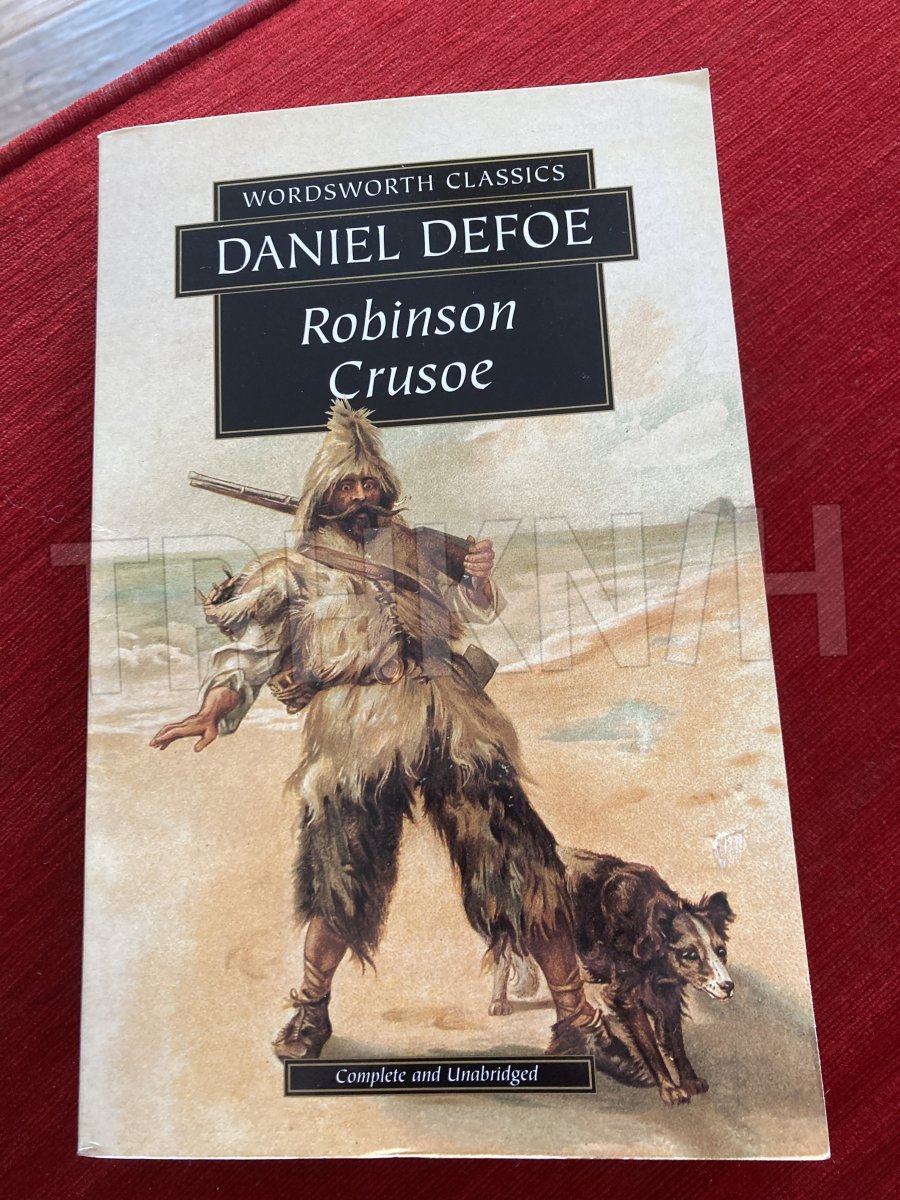 WORDSWORTH CLASSICS
DANIEL DEFOE
Robinson
Crusoe
Complete and Unabridged